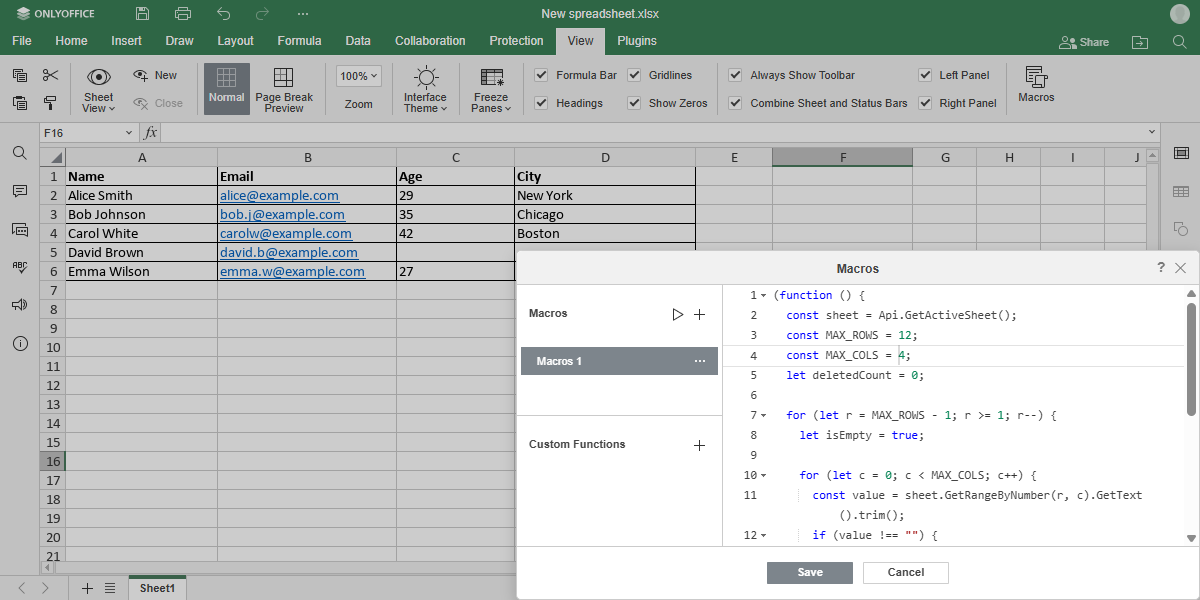 ONLYOFFICE
New spreadsheet.xlsx
File Home Insert Draw Layout Formula Data Collaboration Protection View Plugins Share
Sheet View New Close
Normal Page Break Preview
100% Zoom
Interface Theme
Freeze Panes
Formula Bar Gridlines
Headings Show Zeros
Always Show Toolbar Left Panel
Combine Sheet and Status Bars Right Panel
Macros
F16 fx
A B C D E F G H I J
1 Name Email Age City
2 Alice Smith alice@example.com 29 New York
3 Bob Johnson bob.j@example.com 35 Chicago
4 Carol White carolw@example.com 42 Boston
5 David Brown david.b@example.com
6 Emma Wilson emma.w@example.com 27
7
8
9
10
11
12
13
14
15
16
17
18
19
20
21
ABC
Macros ?
Macros
Macros 1 ...
Custom Functions
1 (function () {
2 const sheet = Api.GetActiveSheet();
3 const MAX_ROWS = 12;
4 const MAX_COLS = 4;
5 let deletedCount = 0;
6
7 for (let r = MAX_ROWS - 1; r >= 1; r--) {
8 let isEmpty = true;
9
10 for (let c = 0; c < MAX_COLS; c++) {
11 const value = sheet.GetRangeByNumber(r, c).GetText
().trim();
12 if (value !== "") {
Save Cancel
Sheet1